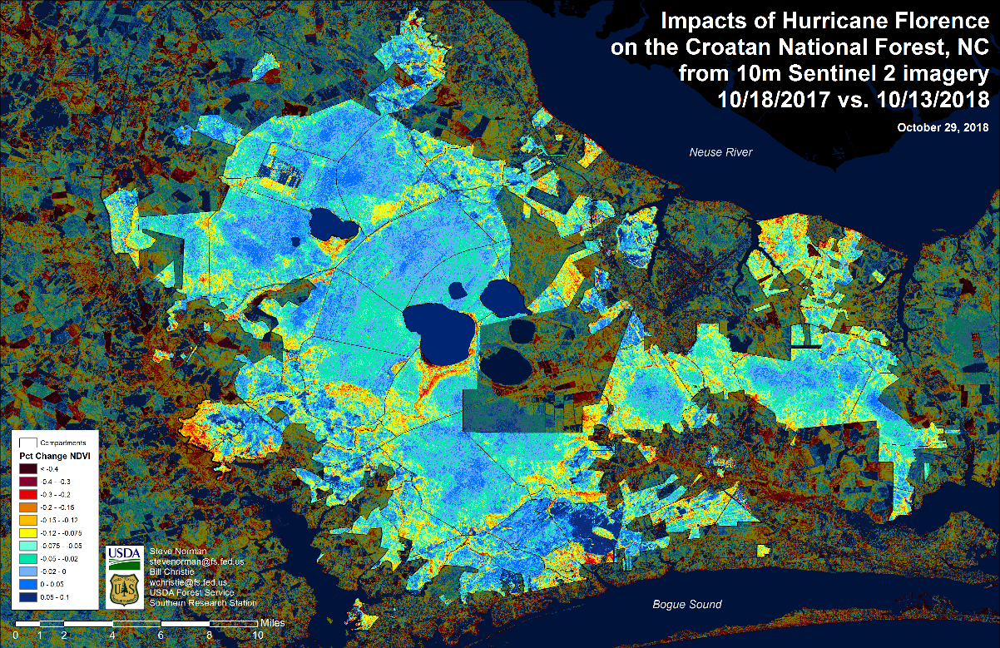 Impacts of Hurricane Florence
on the Croatan National Forest, NC
from 10m Sentinel 2 imagery
10/18/2017 vs. 10/13/2018
October 29, 2018
Neuse River
Compartments
Pct Change NDVI
< -0.4
-0.4 - -0.3
-0.3 - -0.2
-0.2 - -0.15
-0.15 - -0.12
-0.12 - -0.075
-0.075 - -0.05
-0.05 - -0.02
-0.02 - 0
0 - 0.05
0.05 - 0.1
USDA
U S
Steve Norman
stevenorman@fs.fed.us
Bill Christie
wchristie@fs.fed.us
USDA Forest Service
Southern Research Station
Bogue Sound
Miles
0 1 2 4 6 8 10